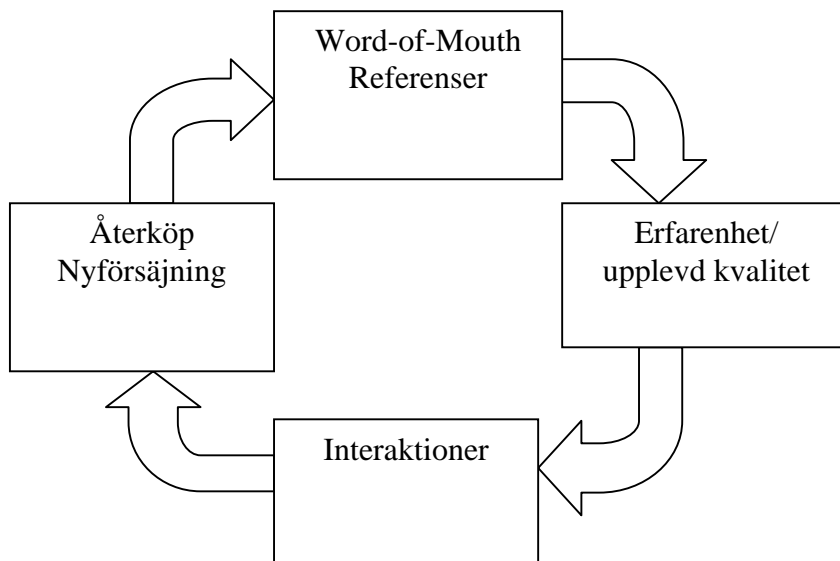 Word-of-Mouth
Referenser
Återköp
Nyförsäjning
Erfarenhet/
upplevd kvalitet
Interaktioner